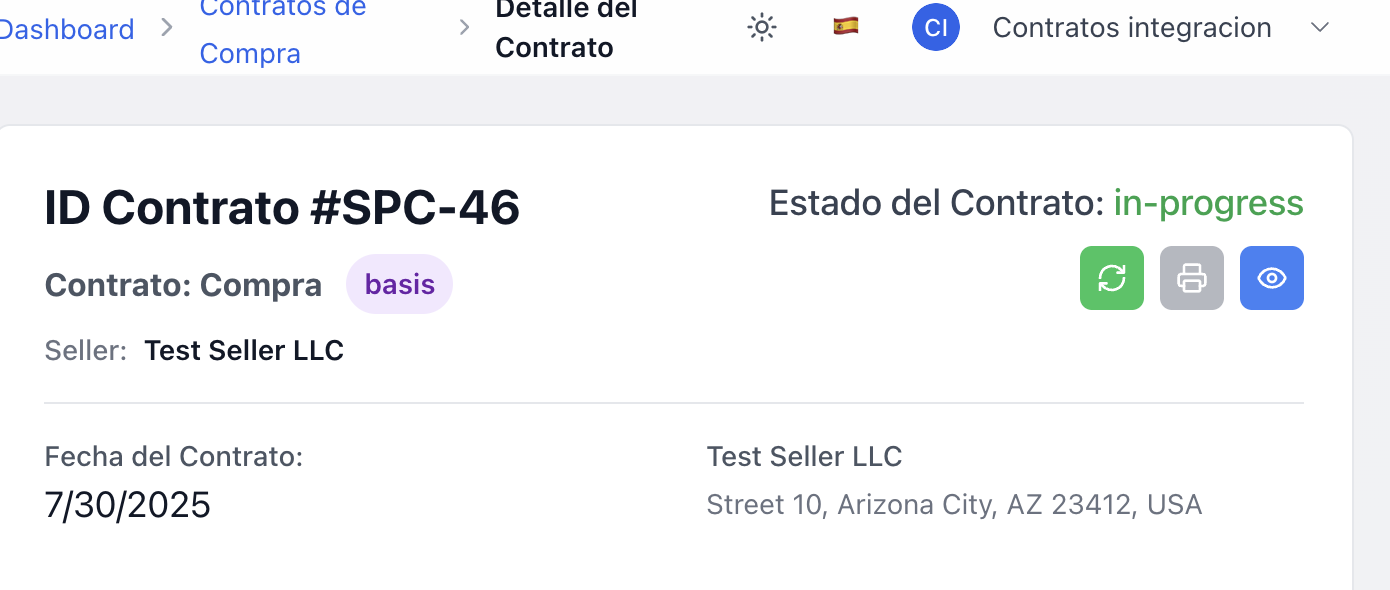 Dashboard
Contratos de
Compra
Detalle del
Contrato
CI
Contratos integracion
ID Contrato #SPC-46
Estado del Contrato: in-progress
Contrato: Compra
basis
Seller: Test Seller LLC
Fecha del Contrato:
7/30/2025
Test Seller LLC
Street 10, Arizona City, AZ 23412, USA